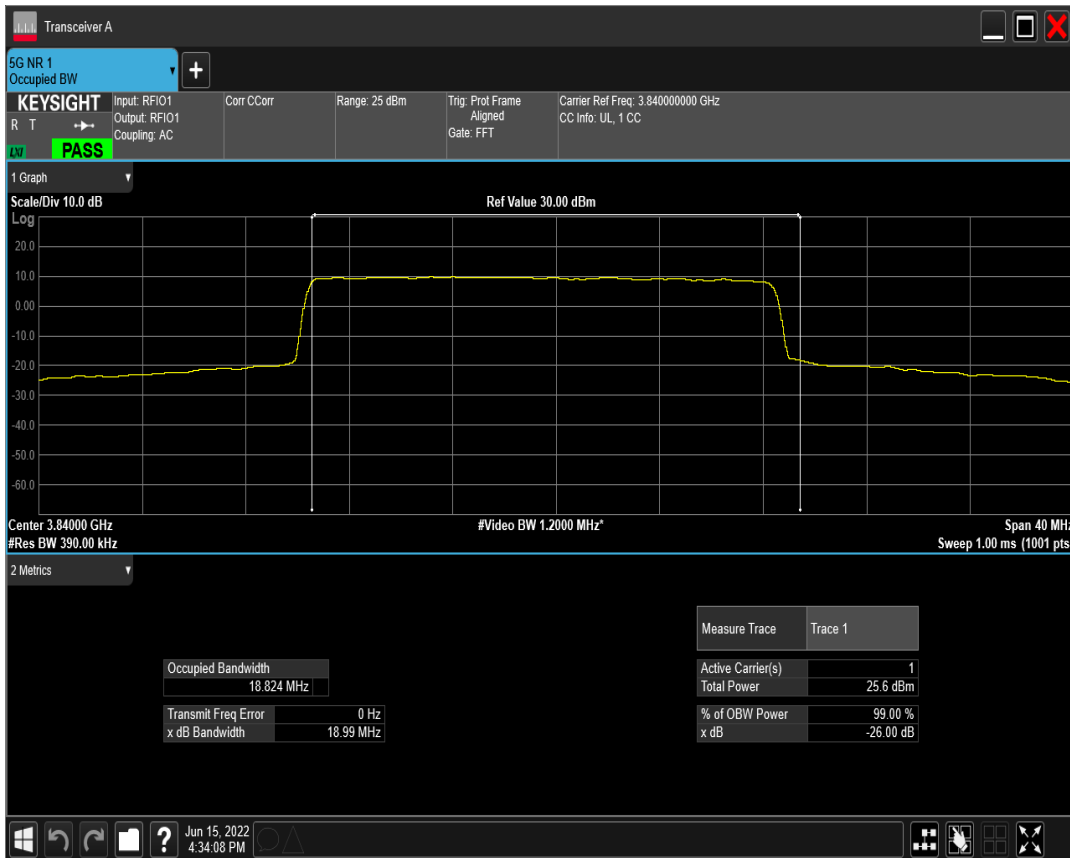 Transceiver A
5G NR 1
Occupied BW
KEYSIGHT
R T
LXI
PASS
Input: RFIO1
Output: RFIO1
Coupling: AC
Corr CCorr
Range: 25 dBm
Trig: Prot Frame
Aligned
Gate: FFT
Carrier Ref Freq: 3.840000000 GHz
CC Info: UL, 1 CC
1 Graph
Scale/Div 10.0 dB
Ref Value 30.00 dBm
Log
20.0
10.0
0.00
-10.0
-20.0
-30.0
-40.0
-50.0
-60.0
Center 3.84000 GHz
#Video BW 1.2000 MHz*
Span 40 MHz
#Res BW 390.00 kHz
Sweep 1.00 ms (1001 pts
2 Metrics
Measure Trace Trace 1
Occupied Bandwidth
18.824 MHz
Active Carrier(s) 1
Total Power 25.6 dBm
Transmit Freq Error 0 Hz
x dB Bandwidth 18.99 MHz
% of OBW Power 99.00 %
x dB -26.00 dB
?
Jun 15, 2022
4:34:08 PM